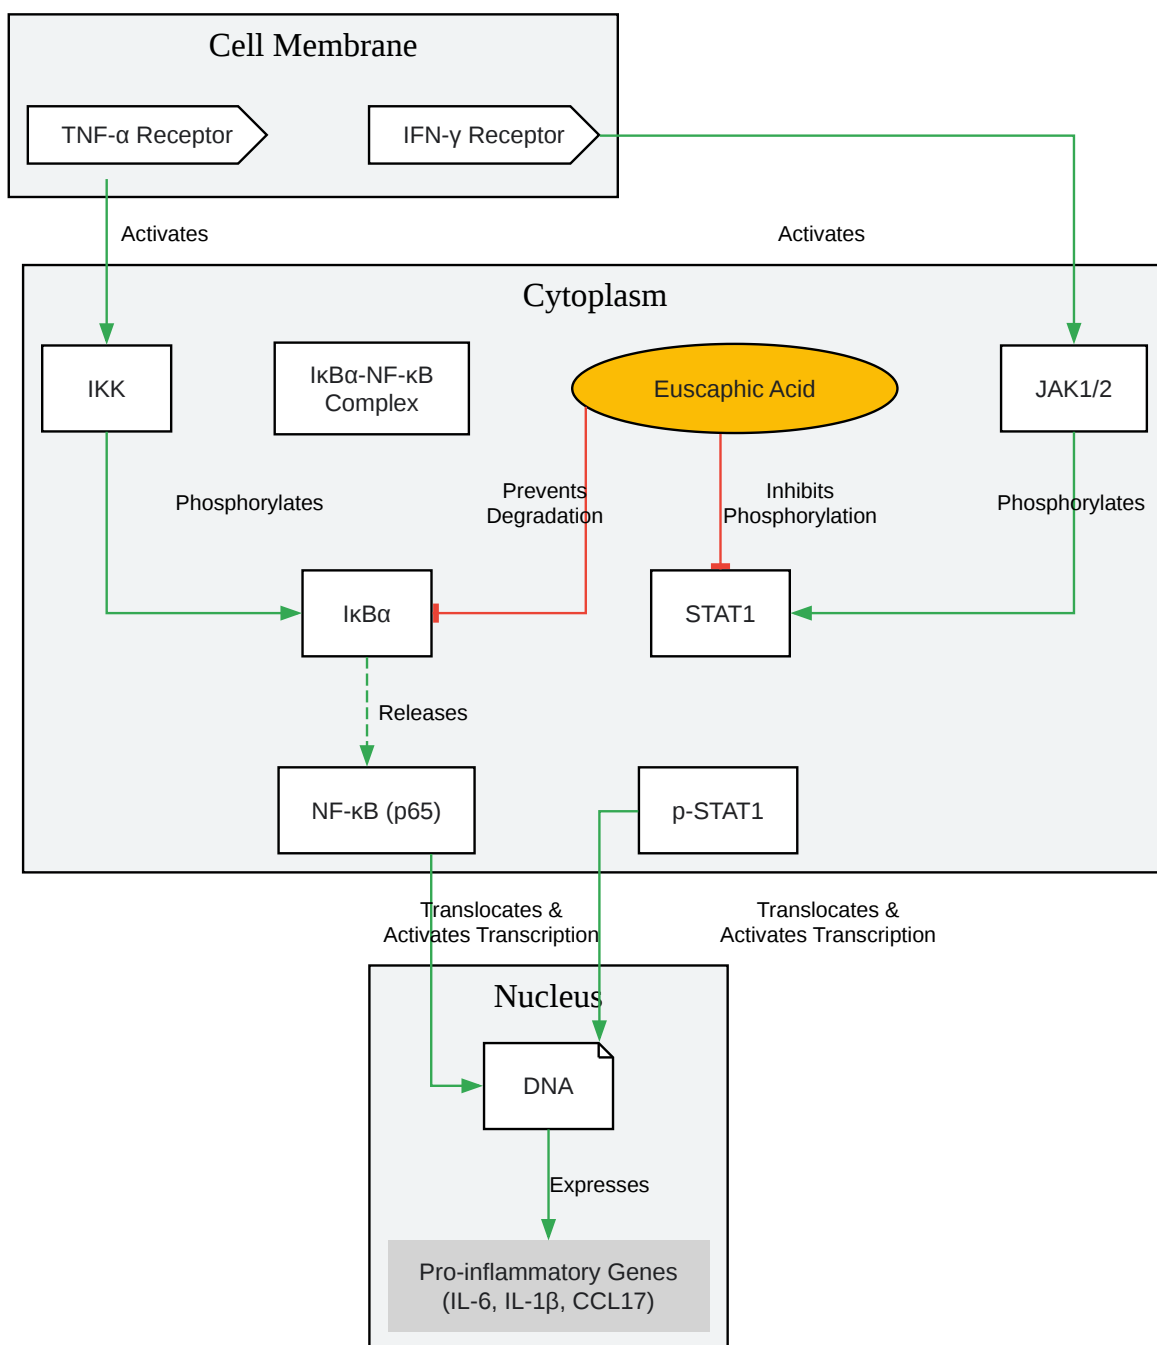 Cell Membrane
TNF-α Receptor
IFN-γ Receptor
Activates
Activates
Cytoplasm
IKK
IκBα-NF-κB
Complex
Euscaphic Acid
JAK1/2
Phosphorylates
Prevents
Degradation
Inhibits
Phosphorylation
Phosphorylates
IκBα
STAT1
Releases
NF-κB (p65)
p-STAT1
Translocates &
Activates Transcription
Translocates &
Activates Transcription
Nucleus
DNA
Expresses
Pro-inflammatory Genes
(IL-6, IL-1β, CCL17)